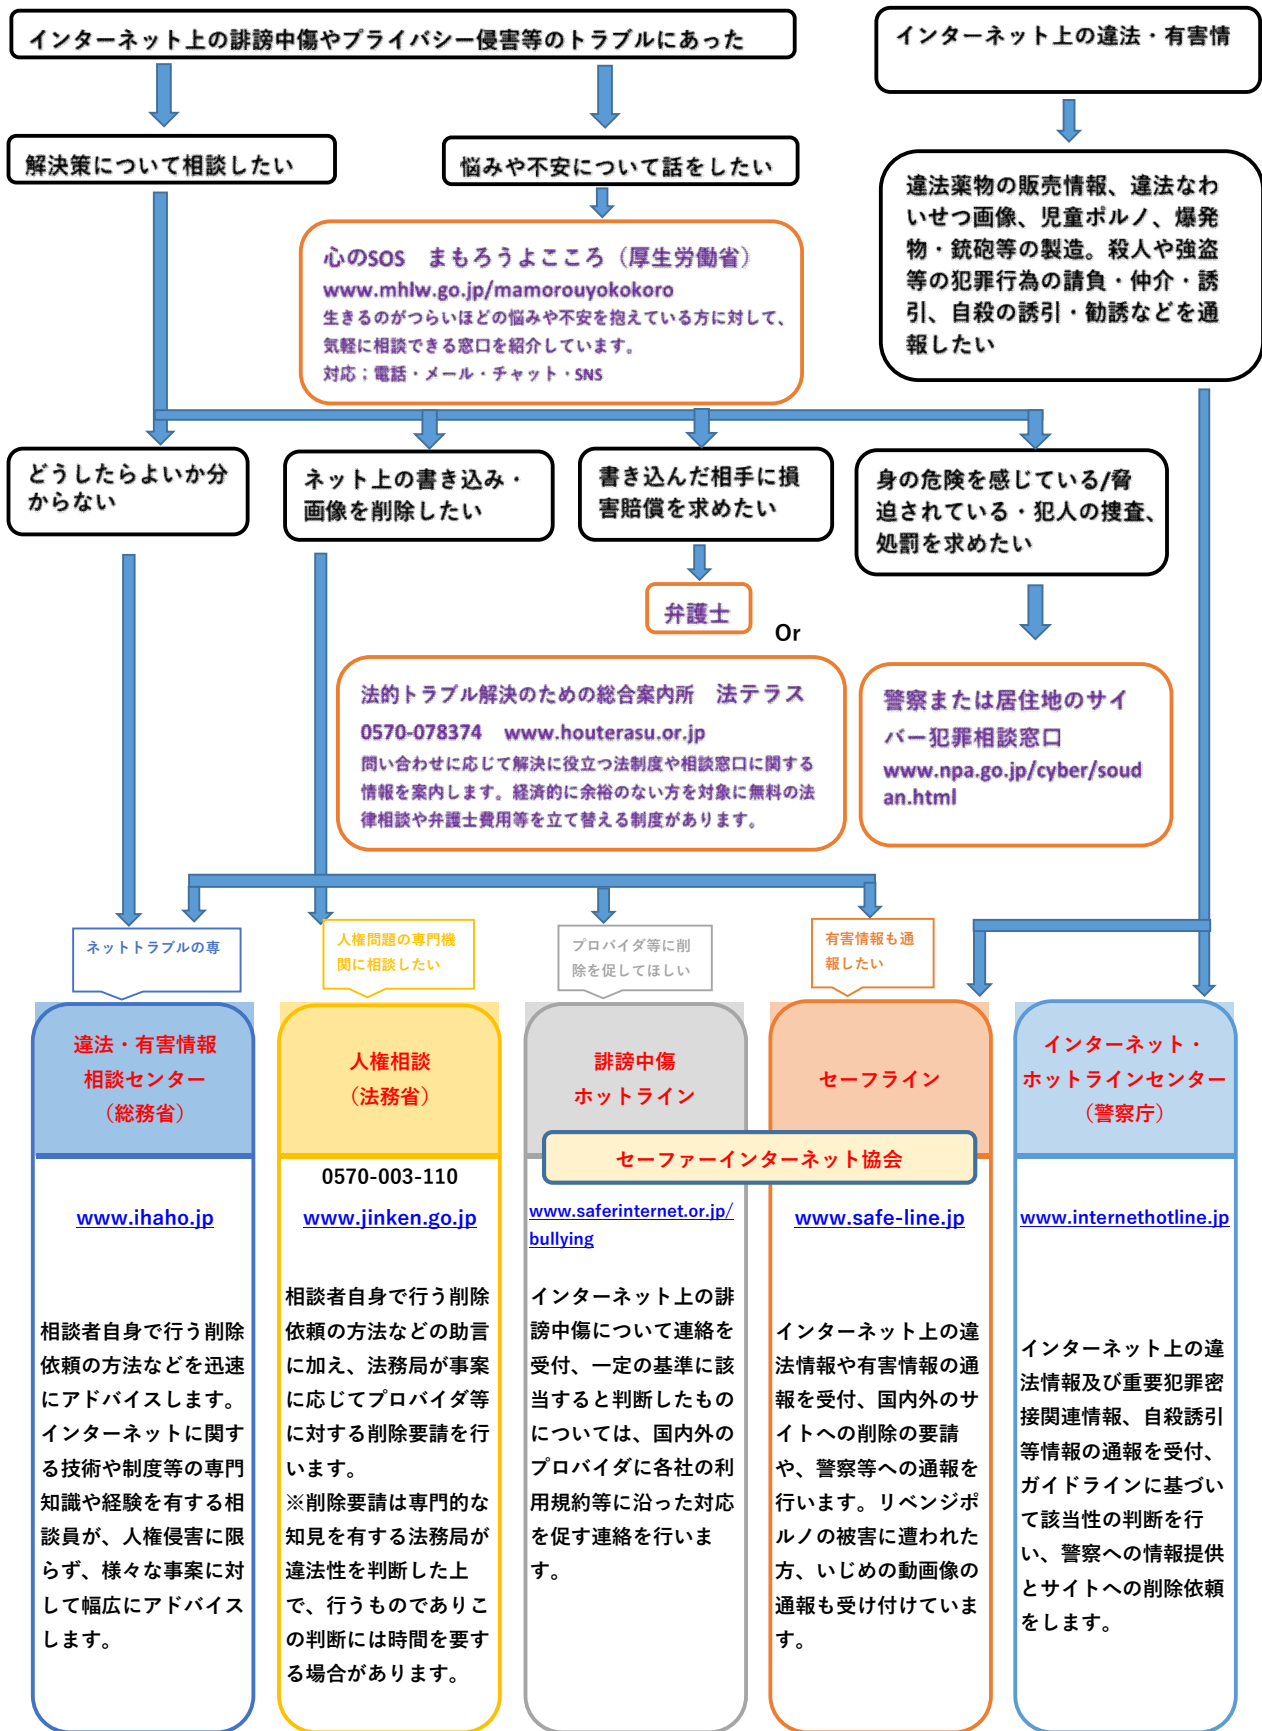 インターネット上の誹謗中傷やプライバシー侵害等のトラブルにあった
インターネット上の違法・有害情
解決策について相談したい
悩みや不安について話をしたい
違法薬物の販売情報、違法なわ
いせつ画像、児童ポルノ、爆発
物・銃砲等の製造。殺人や強盗
等の犯罪行為の請負・仲介・誘
引、自殺の誘引・勧誘などを通
報したい
心のSOS　まもろうよこころ（厚生労働省）
www.mhlw.go.jp/mamorouyokokoro
生きるのがつらいほどの悩みや不安を抱えている方に対して、
気軽に相談できる窓口を紹介しています。
対応；電話・メール・チャット・SNS
どうしたらよいか分
からない
ネット上の書き込み・
画像を削除したい
書き込んだ相手に損
害賠償を求めたい
身の危険を感じている/脅
迫されている・犯人の捜査、
処罰を求めたい
弁護士
Or
法的トラブル解決のための総合案内所　法テラス
0570-078374　www.houterasu.or.jp
問い合わせに応じて解決に役立つ法制度や相談窓口に関する
情報を案内します。経済的に余裕のない方を対象に無料の法
律相談や弁護士費用等を立て替える制度があります。
警察または居住地のサイ
バー犯罪相談窓口
www.npa.go.jp/cyber/soud
an.html
ネットトラブルの専
人権問題の専門機
関に相談したい
プロバイダ等に削
除を促してほしい
有害情報も通
報したい
違法・有害情報
相談センター
（総務省）
人権相談
（法務省）
誹謗中傷
ホットライン
セーフライン
インターネット・
ホットラインセンター
（警察庁）
セーファーインターネット協会
www.ihaho.jp
0570-003-110
www.jinken.go.jp
www.saferinternet.or.jp/
bullying
www.safe-line.jp
www.internethotline.jp
相談者自身で行う削除
依頼の方法などを迅速
にアドバイスします。
インターネットに関す
る技術や制度等の専門
知識や経験を有する相
談員が、人権侵害に限
らず、様々な事案に対
して幅広にアドバイス
します。
相談者自身で行う削除
依頼の方法などの助言
に加え、法務局が事案
に応じてプロバイダ等
に対する削除要請を行
います。
※削除要請は専門的な
知見を有する法務局が
違法性を判断した上
で、行うものでありこ
の判断には時間を要す
る場合があります。
インターネット上の誹
謗中傷について連絡を
受付、一定の基準に該
当すると判断したもの
については、国内外の
プロバイダに各社の利
用規約等に沿った対応
を促す連絡を行いま
す。
インターネット上の違
法情報や有害情報の通
報を受付、国内外のサ
イトへの削除の要請
や、警察等への通報を
行います。リベンジポ
ルノの被害に遭われた
方、いじめの動画像の
通報も受け付けていま
す。
インターネット上の違
法情報及び重要犯罪密
接関連情報、自殺誘引
等情報の通報を受付、
ガイドラインに基づい
て該当性の判断を行
い、警察への情報提供
とサイトへの削除依頼
をします。